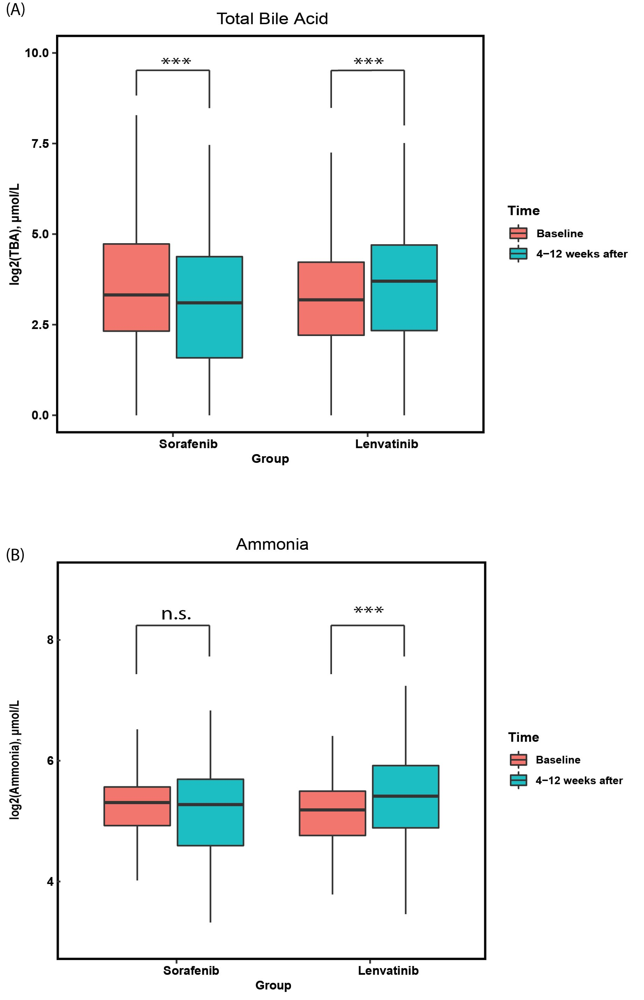 (A)
Total Bile Acid
10.0
***
***
7.5
5.0
2.5
0.0
log2(TBA), µmol/L
Sorafenib
Lenvatinib
Group
Time
Baseline
4−12 weeks after
(B)
Ammonia
n.s.
***
8
6
4
log2(Ammonia), µmol/L
Sorafenib
Lenvatinib
Group
Time
Baseline
4−12 weeks after